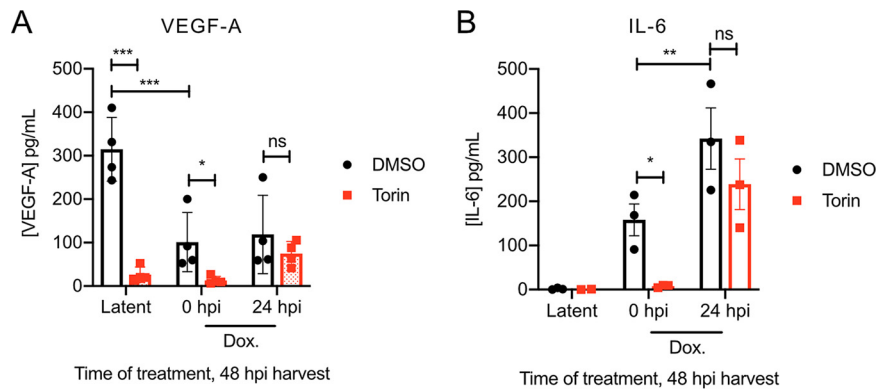 A
VEGF-A
***
***
*
ns
500
400
300
200
100
0
[VEGF-A] pg/mL
DMSO
Torin
Latent
0 hpi
24 hpi
Dox.
Time of treatment, 48 hpi harvest
B
IL-6
ns
**
*
500
400
300
200
100
0
[IL-6] pg/mL
DMSO
Torin
Latent
0 hpi
24 hpi
Dox.
Time of treatment, 48 hpi harvest